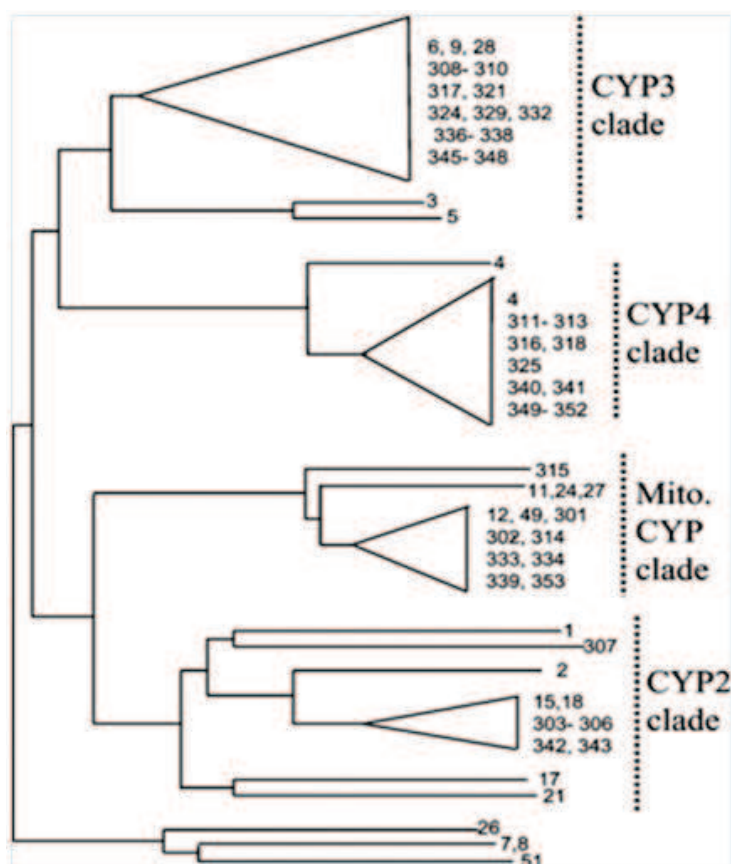 6, 9, 28
308- 310
317, 321
324, 329, 332
336- 338
345- 348
CYP3
clade
3
5
4
4
311- 313
316, 318
325
340, 341
349- 352
CYP4
clade
315
11,24,27
12, 49, 301
302, 314
333, 334
339, 353
Mito.
CYP
clade
1
307
2
15,18
303- 306
342, 343
17
21
CYP2
clade
26
7,8
51